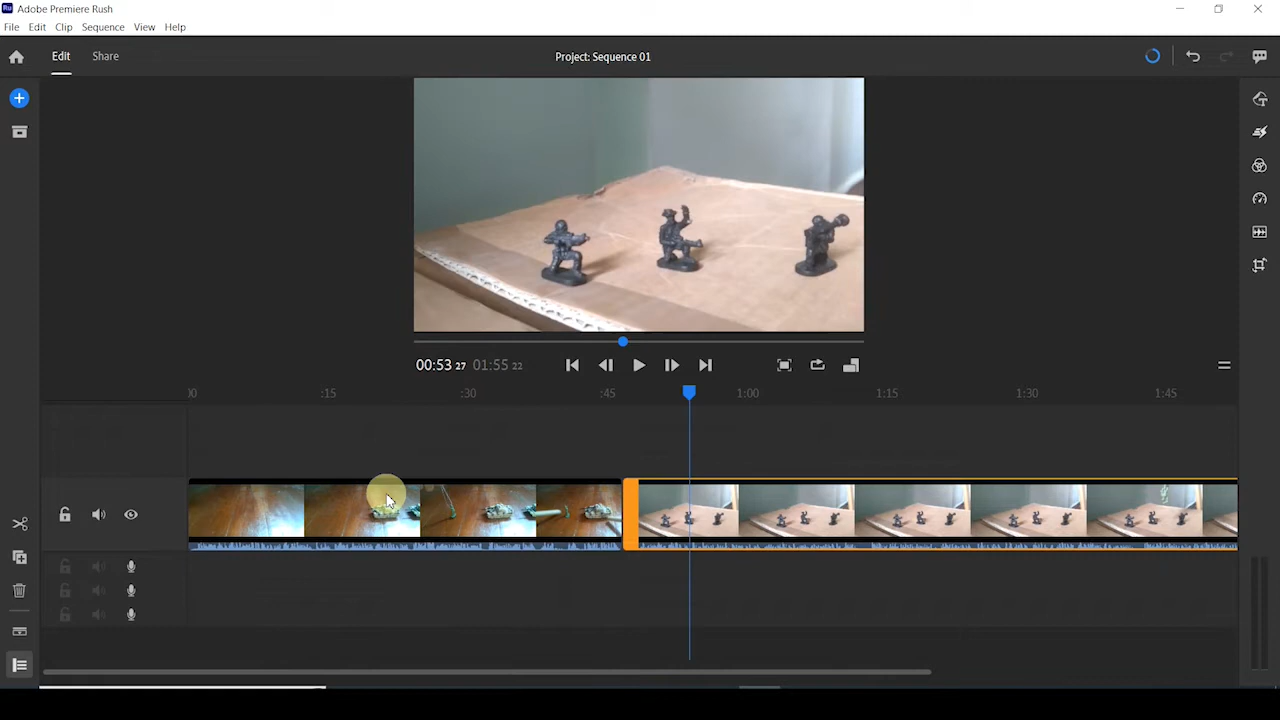 Ru Adobe Premiere Rush
File Edit Clip Sequence View Help
Edit Share Project: Sequence 01
00:53 27 01:55 22
:00 :15 :30 :45 1:00 1:15 1:30 1:45